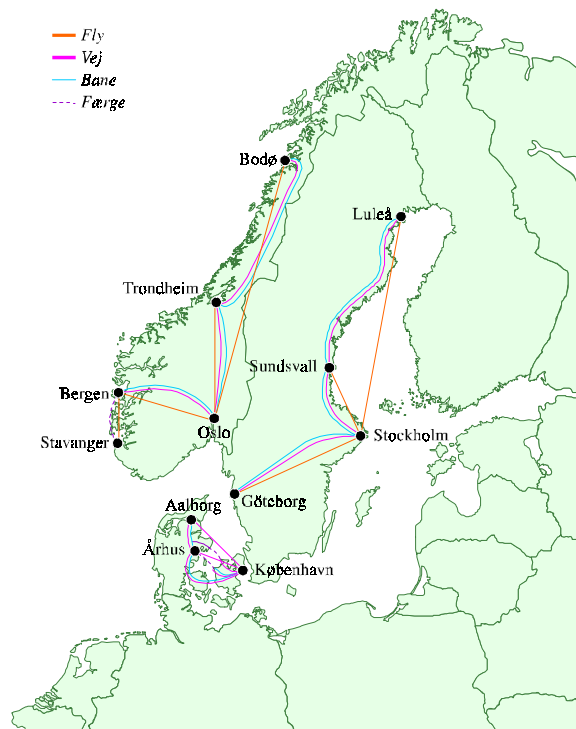 Fly
Vej
Bane
Færge
Bodø
Luleå
Trondheim
Sundsvall
Bergen
Oslo
Stockholm
Stavanger
Göteborg
Aalborg
Århus
København